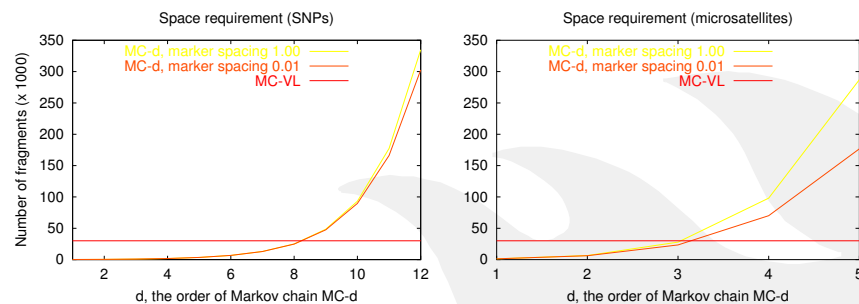 Space requirement (SNPs)
Number of fragments (x 1000)
350
300
250
200
150
100
50
0
MC-d, marker spacing 1.00
MC-d, marker spacing 0.01
MC-VL
2 4 6 8 10 12
d, the order of Markov chain MC-d
Space requirement (microsatellites)
350
300
250
200
150
100
50
0
MC-d, marker spacing 1.00
MC-d, marker spacing 0.01
MC-VL
1 2 3 4 5
d, the order of Markov chain MC-d